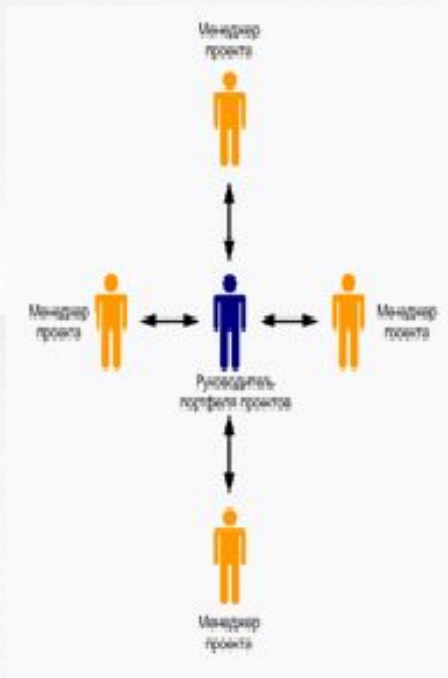 Менеджер
проекта
Менеджер
проекта
Менеджер
проекта
Руководитель
портфеля проектов
Менеджер
проекта